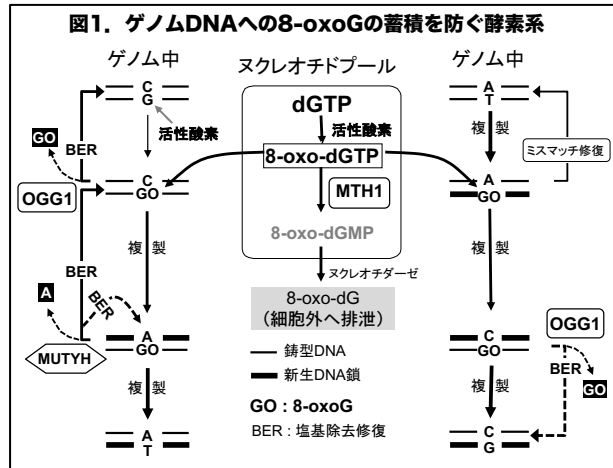 図1. ゲノムDNAへの8-oxoGの蓄積を防ぐ酵素系
ゲノム中
C
G
活性酸素
GO
BER
OGG1
C
GO
複製
BER
A
BER
MUTYH
A
GO
複製
A
T
ヌクレオチドプール
dGTP
活性酸素
8-oxo-dGTP
MTH1
8-oxo-dGMP
ヌクレオチダーゼ
8-oxo-dG
(細胞外へ排泄)
鋳型DNA
新生DNA鎖
GO : 8-oxoG
BER : 塩基除去修復
ゲノム中
A
T
複製
ミスマッチ修復
A
GO
複製
C
GO
OGG1
BER
GO
複製
C
G